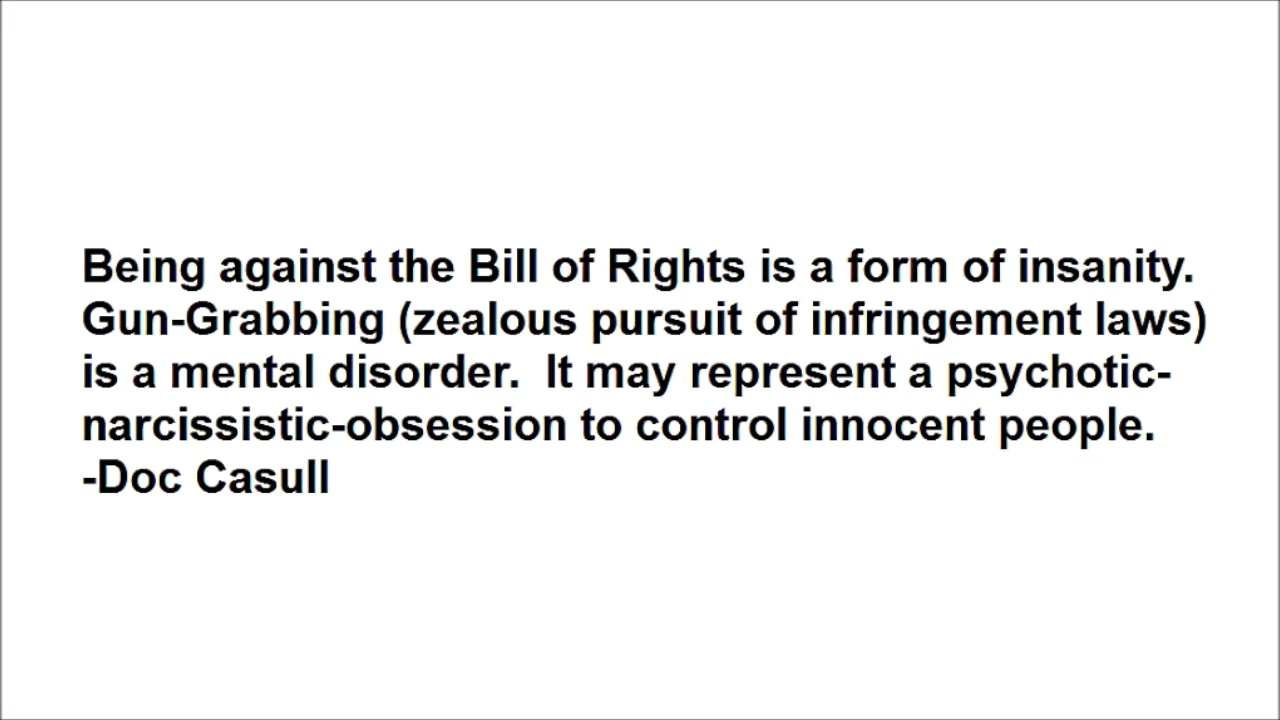 Being against the Bill of Rights is a form of insanity.
Gun-Grabbing (zealous pursuit of infringement laws)
is a mental disorder.  It may represent a psychotic-
narcissistic-obsession to control innocent people.
-Doc Casull